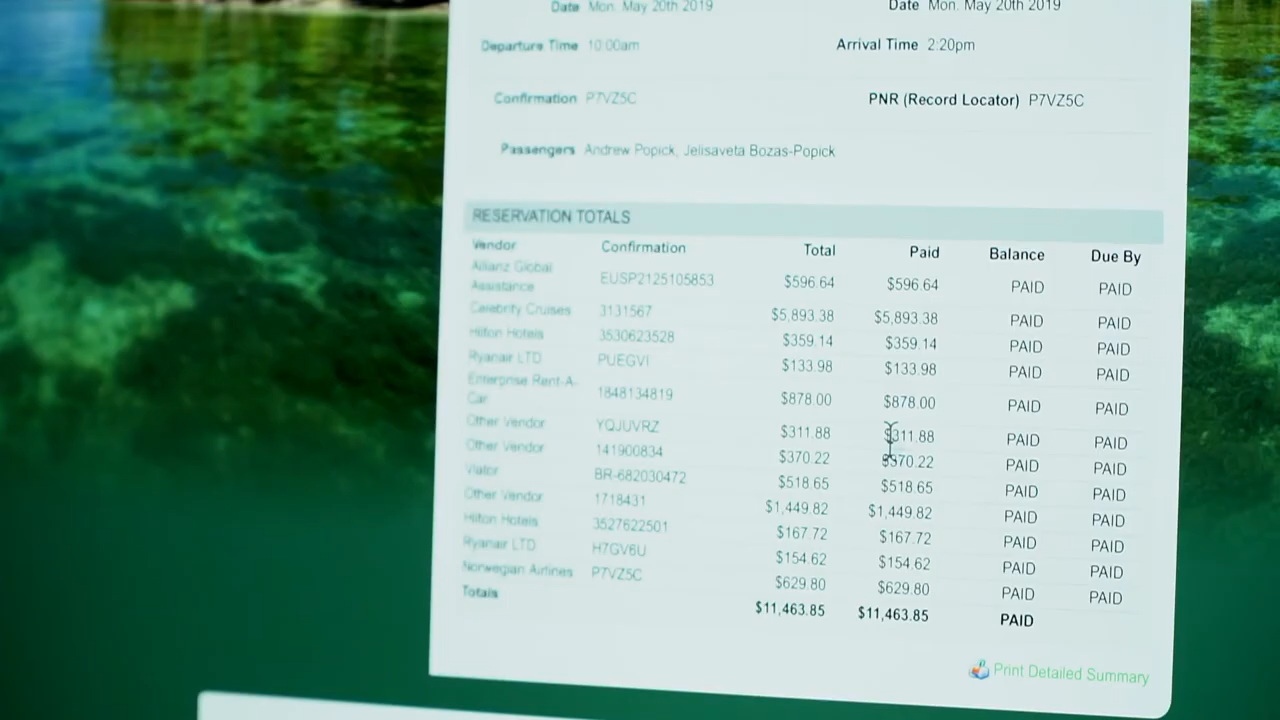 Date Mon. May 20th 2019 Date Mon. May 20th 2019
Departure Time 10:00am Arrival Time 2:20pm
Confirmation P7VZ5C PNR (Record Locator) P7VZ5C
Passengers Andrew Popick, Jelisaveta Bozas-Popick
RESERVATION TOTALS
Vendor Confirmation Total Paid Balance Due By
Allianz Global
Assistance EUSP2125105853 $596.64 $596.64 PAID PAID
Celebrity Cruises 3131567 $5,893.38 $5,893.38 PAID PAID
Hilton Hotels 3530623528 $359.14 $359.14 PAID PAID
Ryanair LTD PUEGVI $133.98 $133.98 PAID PAID
Enterprise Rent-A-
Car 1848134819 $878.00 $878.00 PAID PAID
Other Vendor YQJUVRZ $311.88 $311.88 PAID PAID
Other Vendor 141900834 $370.22 $370.22 PAID PAID
Viator BR-682030472 $518.65 $518.65 PAID PAID
Other Vendor 1718431 $1,449.82 $1,449.82 PAID PAID
Hilton Hotels 3527622501 $167.72 $167.72 PAID PAID
Ryanair LTD H7GV6U $154.62 $154.62 PAID PAID
Norwegian Airlines P7VZ5C $629.80 $629.80 PAID PAID
Totals $11,463.85 $11,463.85 PAID
Print Detailed Summary